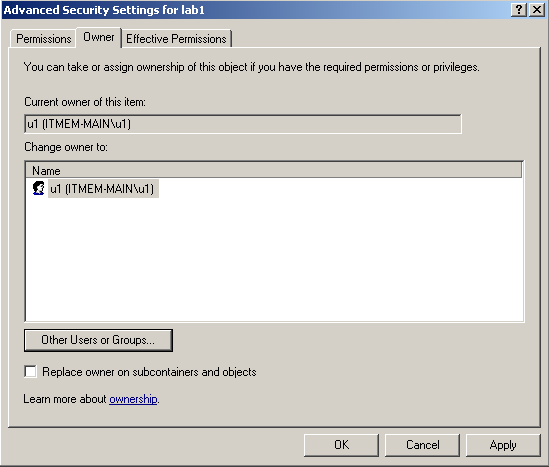 Advanced Security Settings for lab1
Permissions Owner Effective Permissions
You can take or assign ownership of this object if you have the required permissions or privileges.
Current owner of this item:
u1 (ITMEM-MAIN\u1)
Change owner to:
Name
u1 (ITMEM-MAIN\u1)
Other Users or Groups...
Replace owner on subcontainers and objects
Learn more about ownership.
OK Cancel Apply